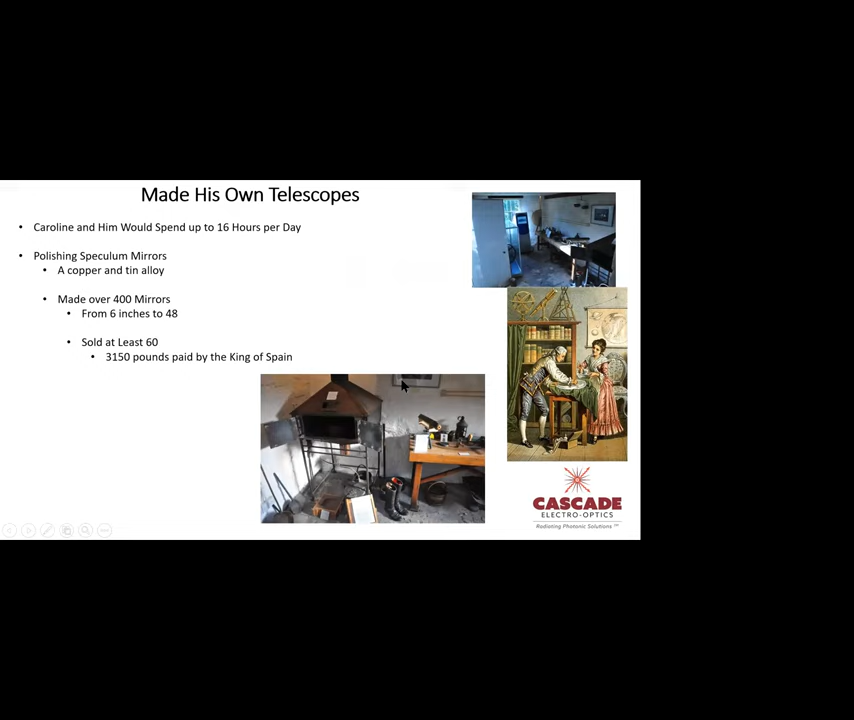 Made His Own Telescopes
• Caroline and Him Would Spend up to 16 Hours per Day
• Polishing Speculum Mirrors
• A copper and tin alloy
• Made over 400 Mirrors
• From 6 inches to 48
• Sold at Least 60
• 3150 pounds paid by the King of Spain
CASCADE
ELECTRO-OPTICS
Radiating Photonic Solutions ™